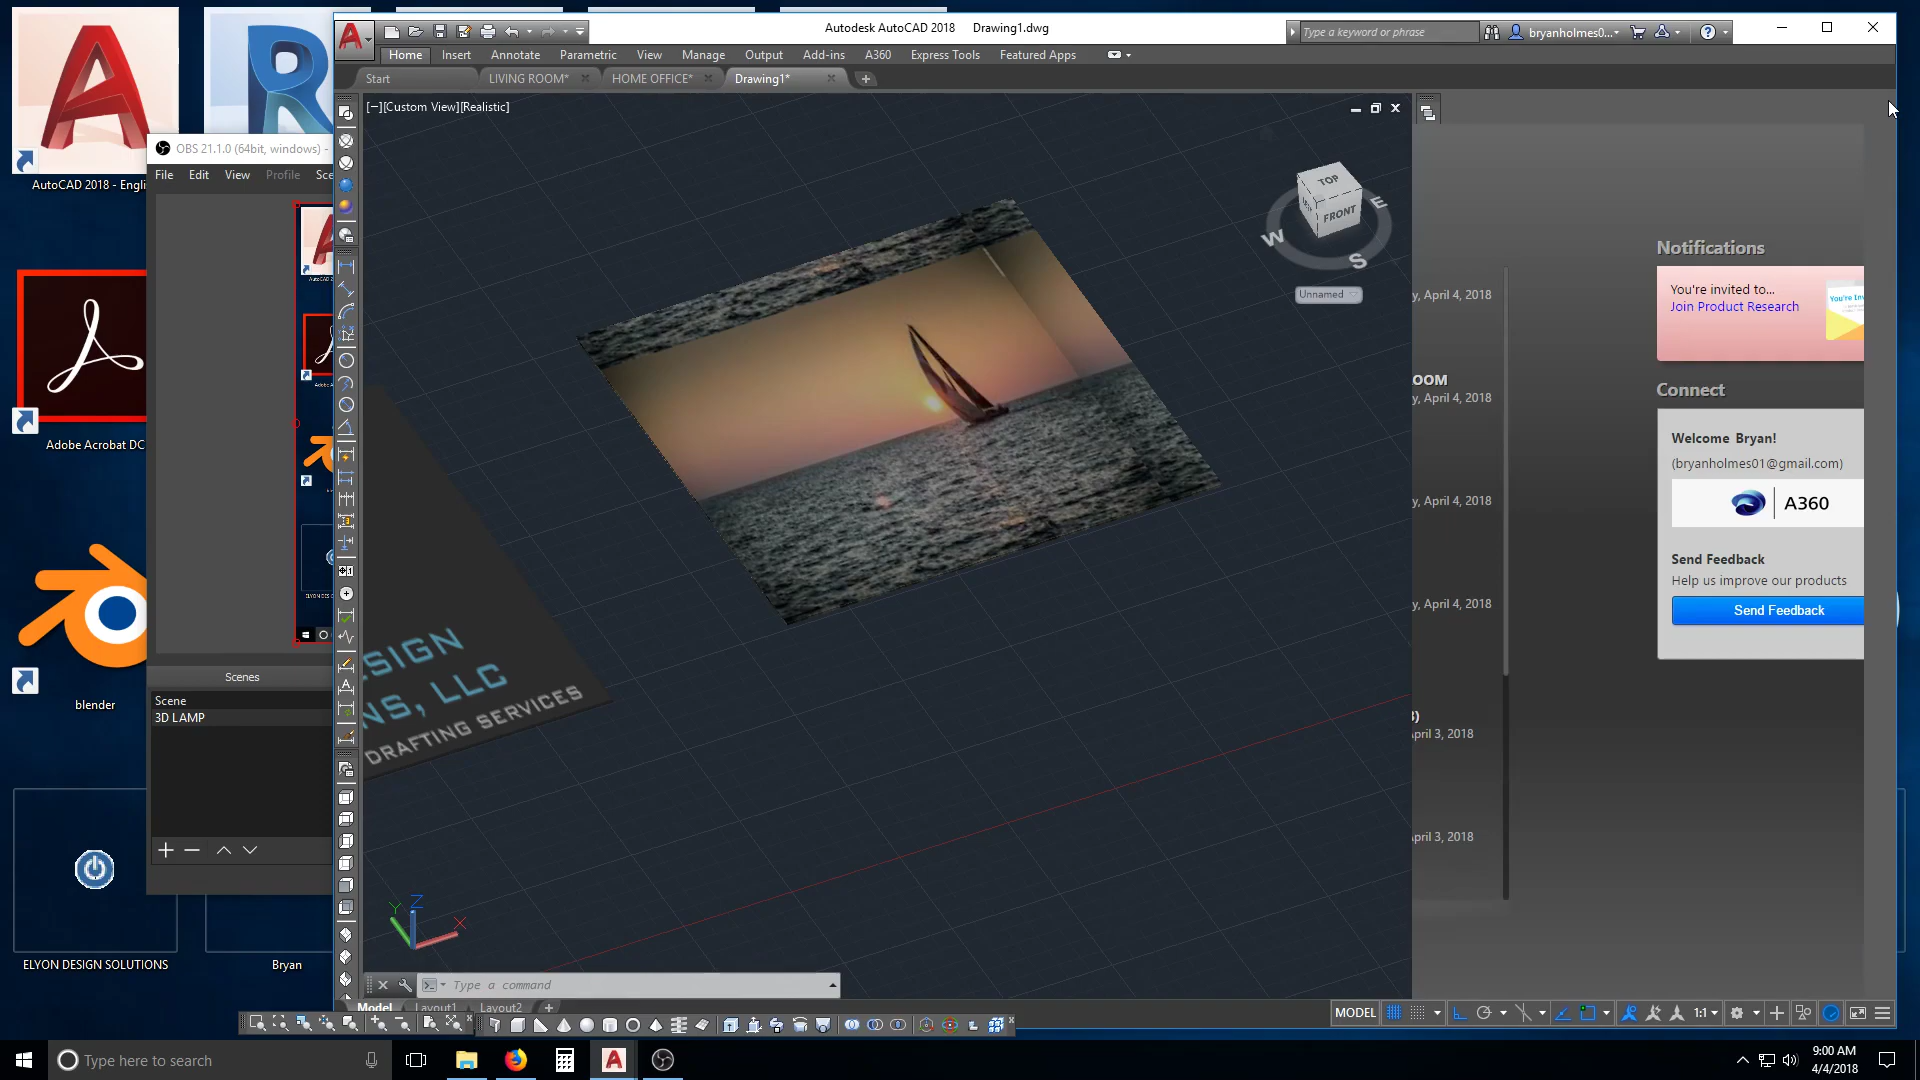 Autodesk AutoCAD 2018 Drawing1.dwg
Type a keyword or phrase
bryanholmes0...
Home Insert Annotate Parametric View Manage Output Add-ins A360 Express Tools Featured Apps
Start LIVING ROOM* HOME OFFICE* Drawing1*
[−][Custom View][Realistic]
AutoCAD 2018 - Engli
OBS 21.1.0 (64bit, windows) -
File Edit View Profile Sce
TOP
FRONT
W
S
E
Unnamed
Notifications
You're invited to...
Join Product Research
y, April 4, 2018
OOM
y, April 4, 2018
Connect
Welcome Bryan!
(bryanholmes01@gmail.com)
y, April 4, 2018
A360
Send Feedback
Help us improve our products
y, April 4, 2018
Send Feedback
pril 3, 2018
pril 3, 2018
Adobe Acrobat DC
ESIGN
NS, LLC
DRAFTING SERVICES
Scenes
Scene
3D LAMP
blender
ELYON DESIGN SOLUTIONS
Bryan
Y Z X
Type a command
Model Layout1 Layout2
MODEL
1:1
Type here to search
9:00 AM
4/4/2018